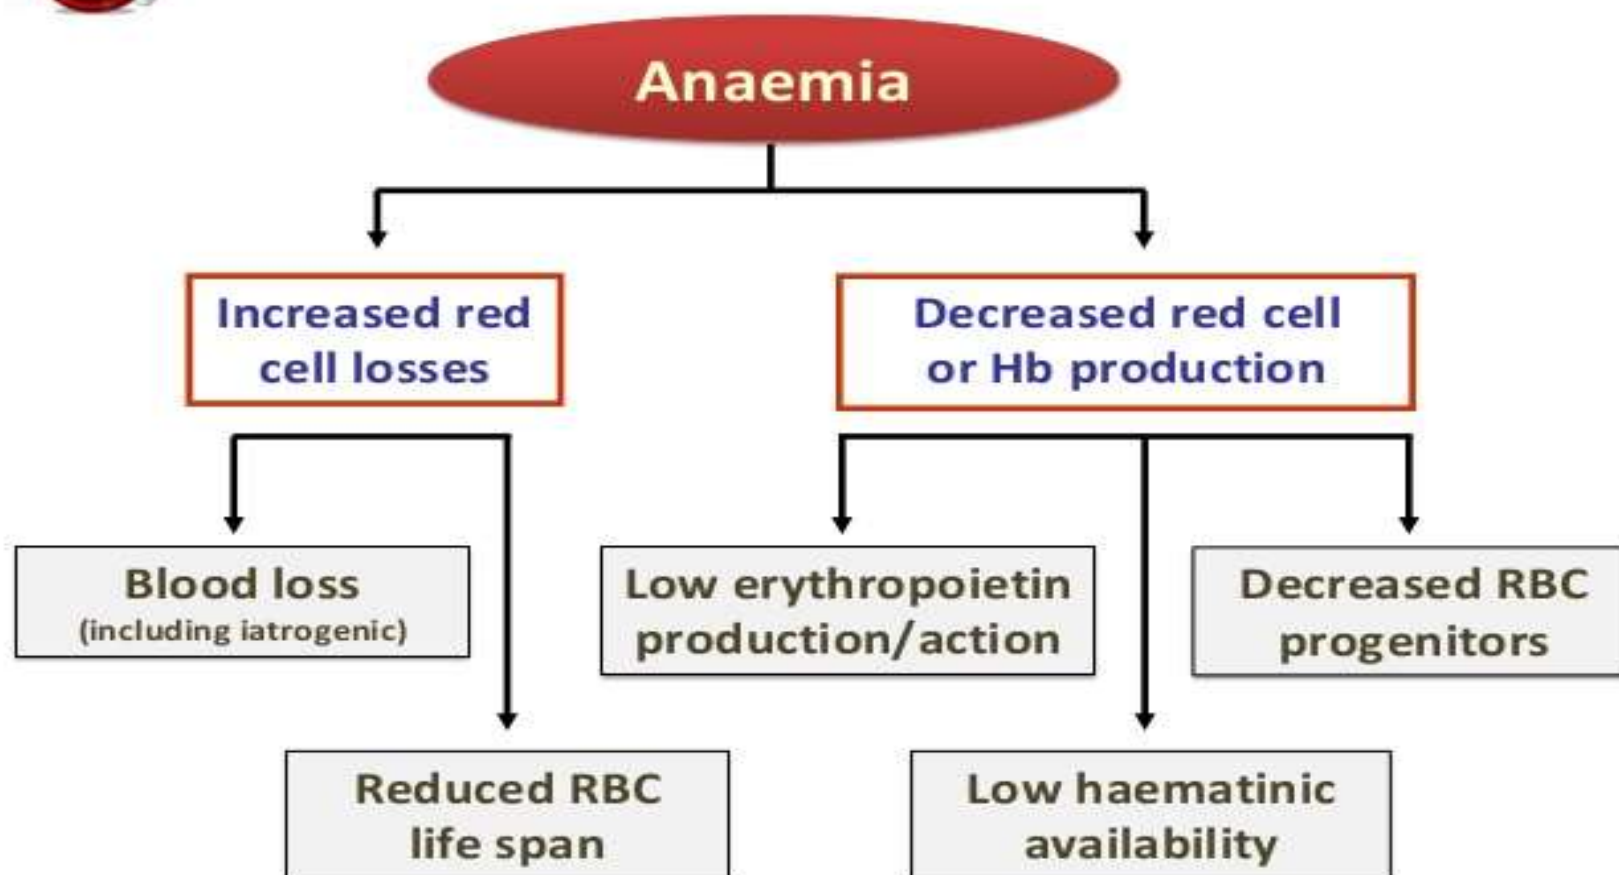 Anaemia
Increased red
cell losses
Decreased red cell
or Hb production
Blood loss
(including iatrogenic)
Low erythropoietin
production/action
Decreased RBC
progenitors
Reduced RBC
life span
Low haematinic
availability